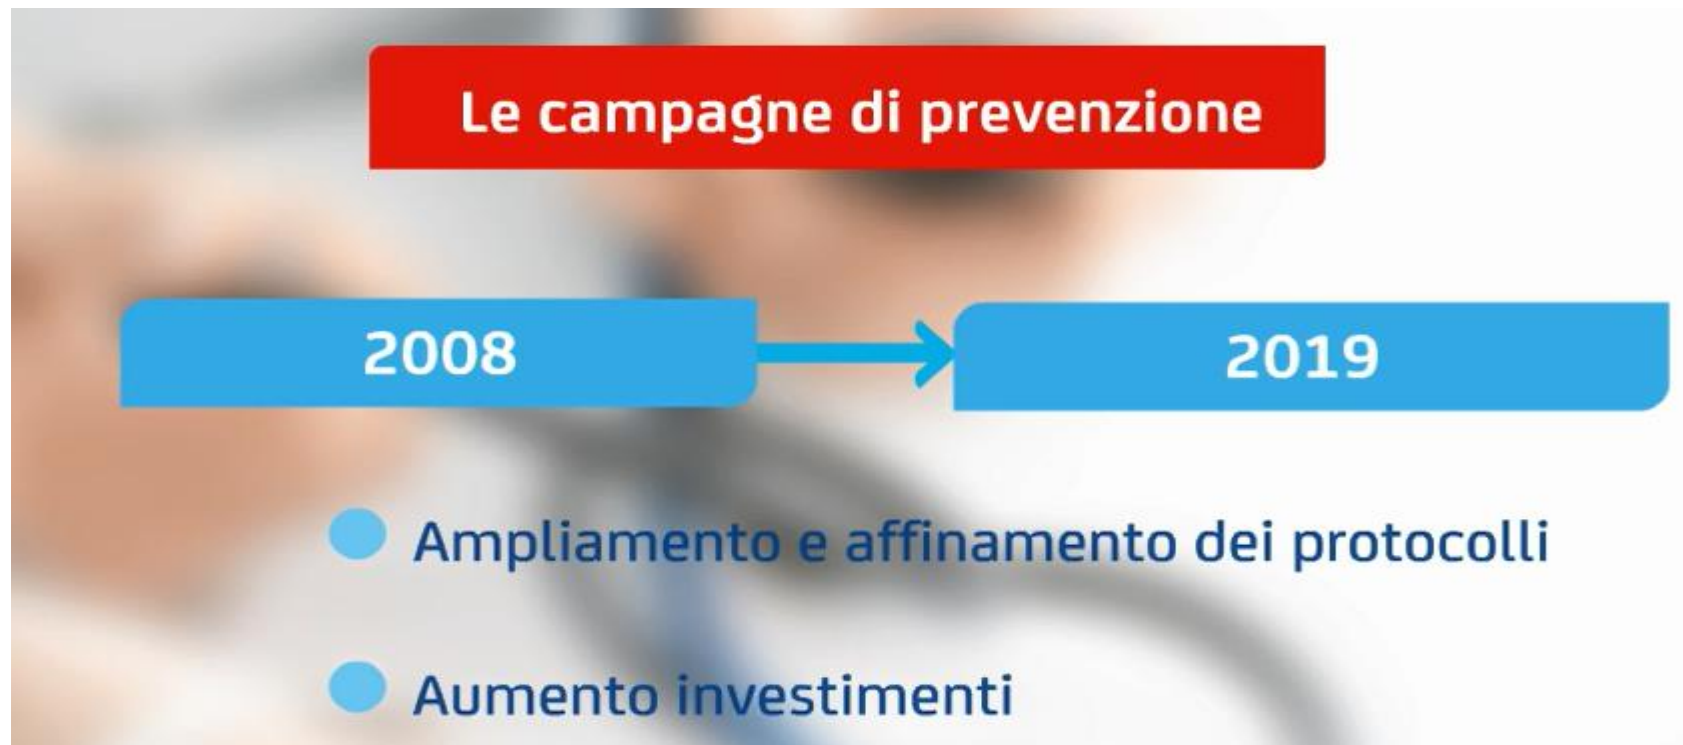 Le campagne di prevenzione
2008
2019
Ampliamento e affinamento dei protocolli
Aumento investimenti